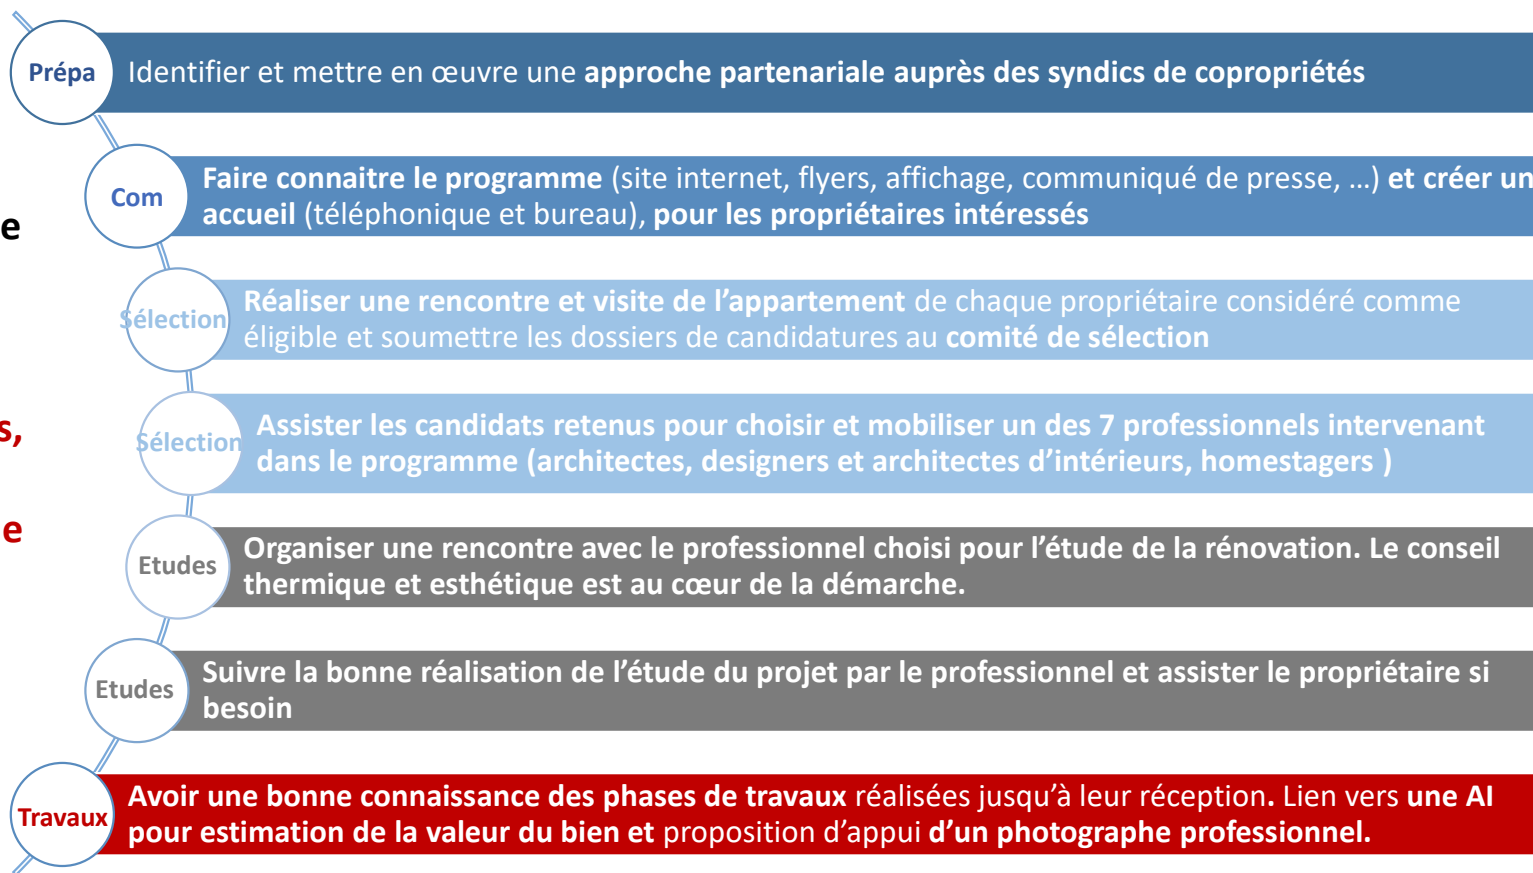 Prépa
Identifier et mettre en œuvre une approche partenariale auprès des syndics de copropriétés
Com
Faire connaitre le programme (site internet, flyers, affichage, communiqué de presse, …) et créer un
accueil (téléphonique et bureau), pour les propriétaires intéressés
e
Sélection
Réaliser une rencontre et visite de l’appartement de chaque propriétaire considéré comme
éligible et soumettre les dossiers de candidatures au comité de sélection
s,
Sélection
Assister les candidats retenus pour choisir et mobiliser un des 7 professionnels intervenant
dans le programme (architectes, designers et architectes d’intérieurs, homestagers )
e
Etudes
Organiser une rencontre avec le professionnel choisi pour l’étude de la rénovation. Le conseil
thermique et esthétique est au cœur de la démarche.
Etudes
Suivre la bonne réalisation de l’étude du projet par le professionnel et assister le propriétaire si
besoin
Travaux
Avoir une bonne connaissance des phases de travaux réalisées jusqu’à leur réception. Lien vers une AI
pour estimation de la valeur du bien et proposition d’appui d’un photographe professionnel.